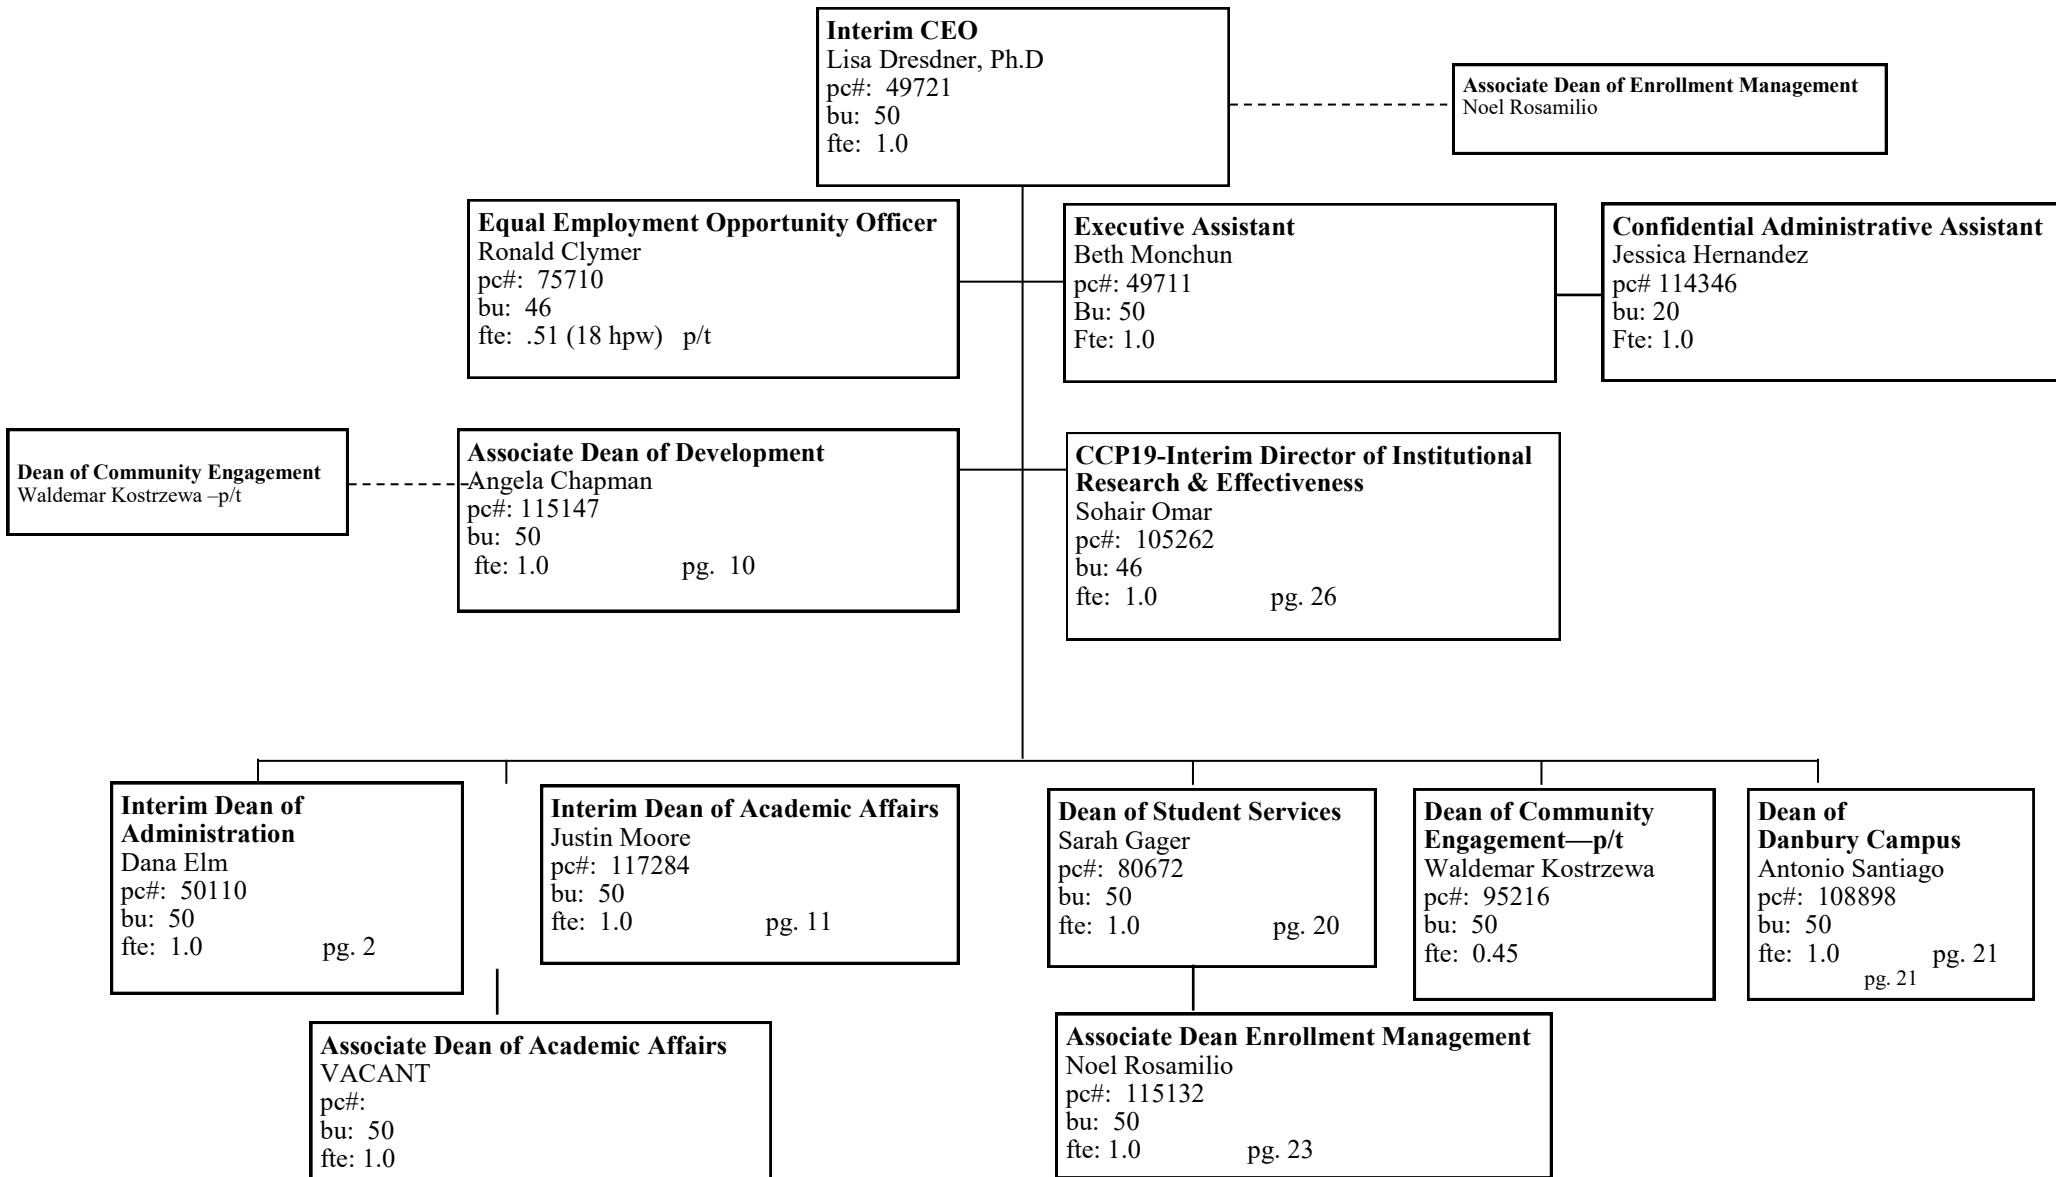 Interim CEO
Lisa Dresdner, Ph.D
pc#: 49721
bu: 50
fte: 1.0
Associate Dean of Enrollment Management
Noel Rosamilio
Equal Employment Opportunity Officer
Ronald Clymer
pc#: 75710
bu: 46
fte: .51 (18 hpw) p/t
Executive Assistant
Beth Monchun
pc#: 49711
Bu: 50
Fte: 1.0
Confidential Administrative Assistant
Jessica Hernandez
pc# 114346
bu: 20
Fte: 1.0
Dean of Community Engagement
Waldemar Kostrzewa –p/t
Associate Dean of Development
Angela Chapman
pc#: 115147
bu: 50
fte: 1.0 pg. 10
CCP19-Interim Director of Institutional
Research & Effectiveness
Sohair Omar
pc#: 105262
bu: 46
fte: 1.0 pg. 26
Interim Dean of
Administration
Dana Elm
pc#: 50110
bu: 50
fte: 1.0 pg. 2
Interim Dean of Academic Affairs
Justin Moore
pc#: 117284
bu: 50
fte: 1.0 pg. 11
Dean of Student Services
Sarah Gager
pc#: 80672
bu: 50
fte: 1.0 pg. 20
Dean of Community
Engagement—p/t
Waldemar Kostrzewa
pc#: 95216
bu: 50
fte: 0.45
Dean of
Danbury Campus
Antonio Santiago
pc#: 108898
bu: 50
fte: 1.0 pg. 21
pg. 21
Associate Dean of Academic Affairs
VACANT
pc#:
bu: 50
fte: 1.0
Associate Dean Enrollment Management
Noel Rosamilio
pc#: 115132
bu: 50
fte: 1.0 pg. 23